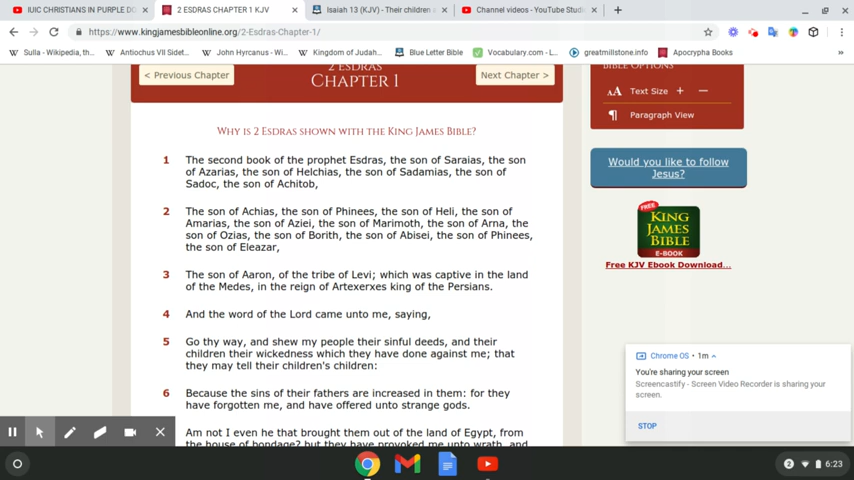 IUIC CHRISTIANS IN PURPLE DO
2 ESDRAS CHAPTER 1 KJV
Isaiah 13 (KJV) - Their children s
Channel videos - YouTube Studi
https://www.kingjamesbibleonline.org/2-Esdras-Chapter-1/
Sulla - Wikipedia, th...
Antiochus VII Sidet...
John Hyrcanus - Wi...
Kingdom of Judah...
Blue Letter Bible
Vocabulary.com - L...
greatmillstone.info
Apocrypha Books
»
2 ESDRAS
CHAPTER 1
< Previous Chapter
Next Chapter >
WHY IS 2 ESDRAS SHOWN WITH THE KING JAMES BIBLE?
1 The second book of the prophet Esdras, the son of Saraias, the son
of Azarias, the son of Helchias, the son of Sadamias, the son of
Sadoc, the son of Achitob,
2 The son of Achias, the son of Phinees, the son of Heli, the son of
Amarias, the son of Aziei, the son of Marimoth, the son of Arna, the
son of Ozias, the son of Borith, the son of Abisei, the son of Phinees,
the son of Eleazar,
3 The son of Aaron, of the tribe of Levi; which was captive in the land
of the Medes, in the reign of Artexerxes king of the Persians.
4 And the word of the Lord came unto me, saying,
5 Go thy way, and shew my people their sinful deeds, and their
children their wickedness which they have done against me; that
they may tell their children's children:
6 Because the sins of their fathers are increased in them: for they
have forgotten me, and have offered unto strange gods.
Am not I even he that brought them out of the land of Egypt, from
the house of bondage? but they have provoked me unto wrath, and
BIBLE OPTIONS
AA Text Size + —
¶ Paragraph View
Would you like to follow
Jesus?
FREE
KING
JAMES
BIBLE
E-BOOK
Free KJV Ebook Download...
Chrome OS • 1m
You're sharing your screen
Screencastify - Screen Video Recorder is sharing your
screen.
STOP
2
6:23